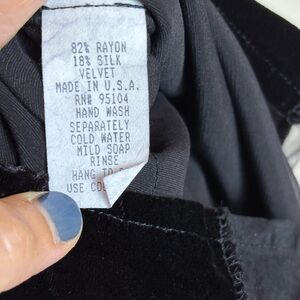 82% RAYON
18% SILK
VELVET
MADE IN U.S.A.
RN# 95104
HAND WASH
SEPARATELY
COLD WATER
MILD SOAP
RINSE
HANG TO
USE